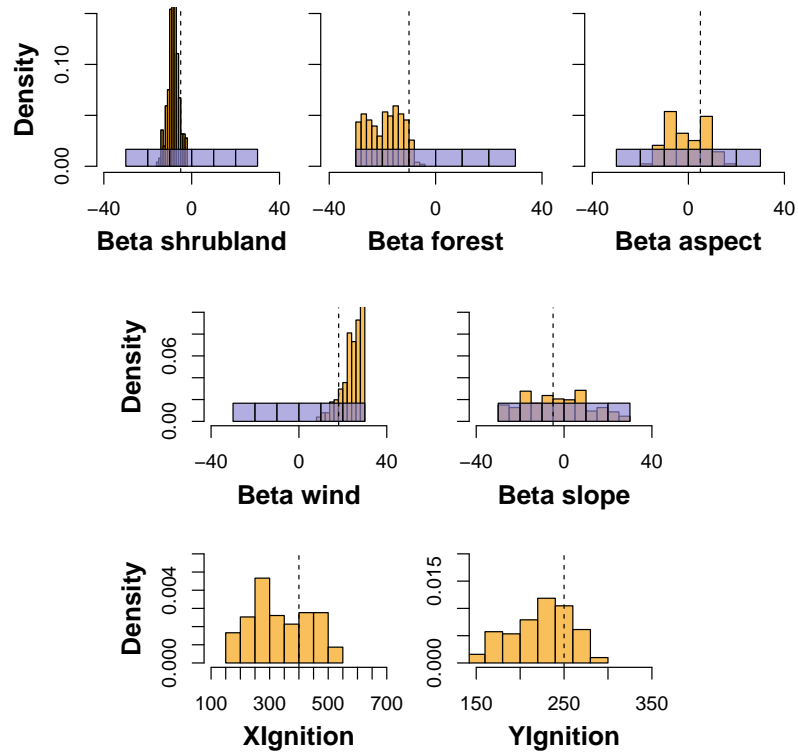 Density
0.00 0.10
−40 0 40
−40 0 40
−40 0 40
Beta shrubland
Beta forest
Beta aspect
Density
0.00 0.06
−40 0 40
−40 0 40
Beta wind
Beta slope
Density
0.000 0.004
100 300 500 700
0.000 0.015
150 250 350
XIgnition
YIgnition